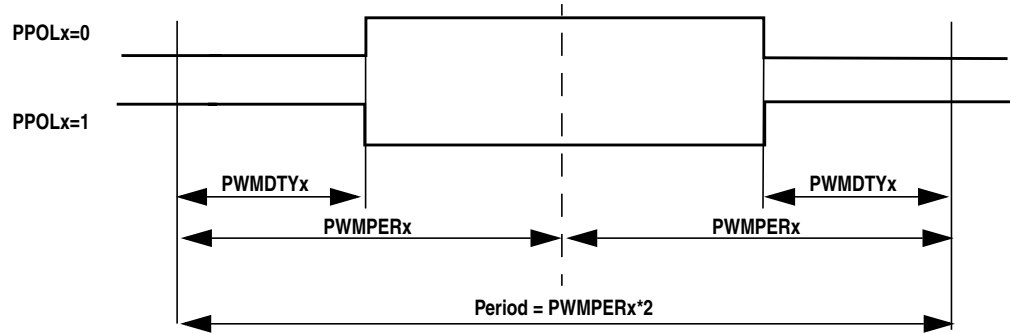 PPOLx=0
PPOLx=1
PWMDTYx
PWMDTYx
PWMPERx
PWMPERx
Period = PWMPERx*2